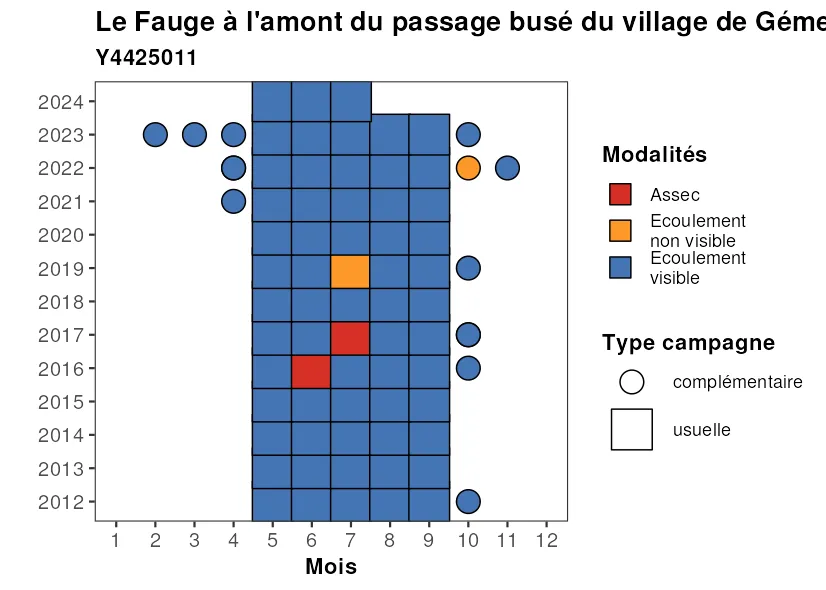 Le Fauge à l'amont du passage busé du village de Géme
Y4425011
2024
2023
2022
2021
2020
2019
2018
2017
2016
2015
2014
2013
2012
1 2 3 4 5 6 7 8 9 10 11 12
Mois
Modalités
Assec
Ecoulement
non visible
Ecoulement
visible
Type campagne
complémentaire
usuelle